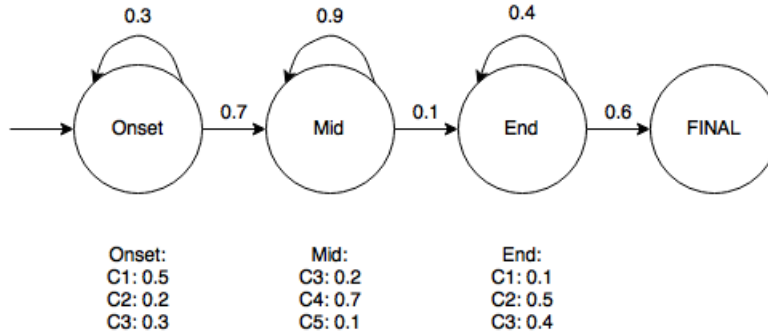 0.3
0.9
0.4
Onset
0.7
Mid
0.1
End
0.6
FINAL
Onset:
C1: 0.5
C2: 0.2
C3: 0.3
Mid:
C3: 0.2
C4: 0.7
C5: 0.1
End:
C1: 0.1
C2: 0.5
C3: 0.4